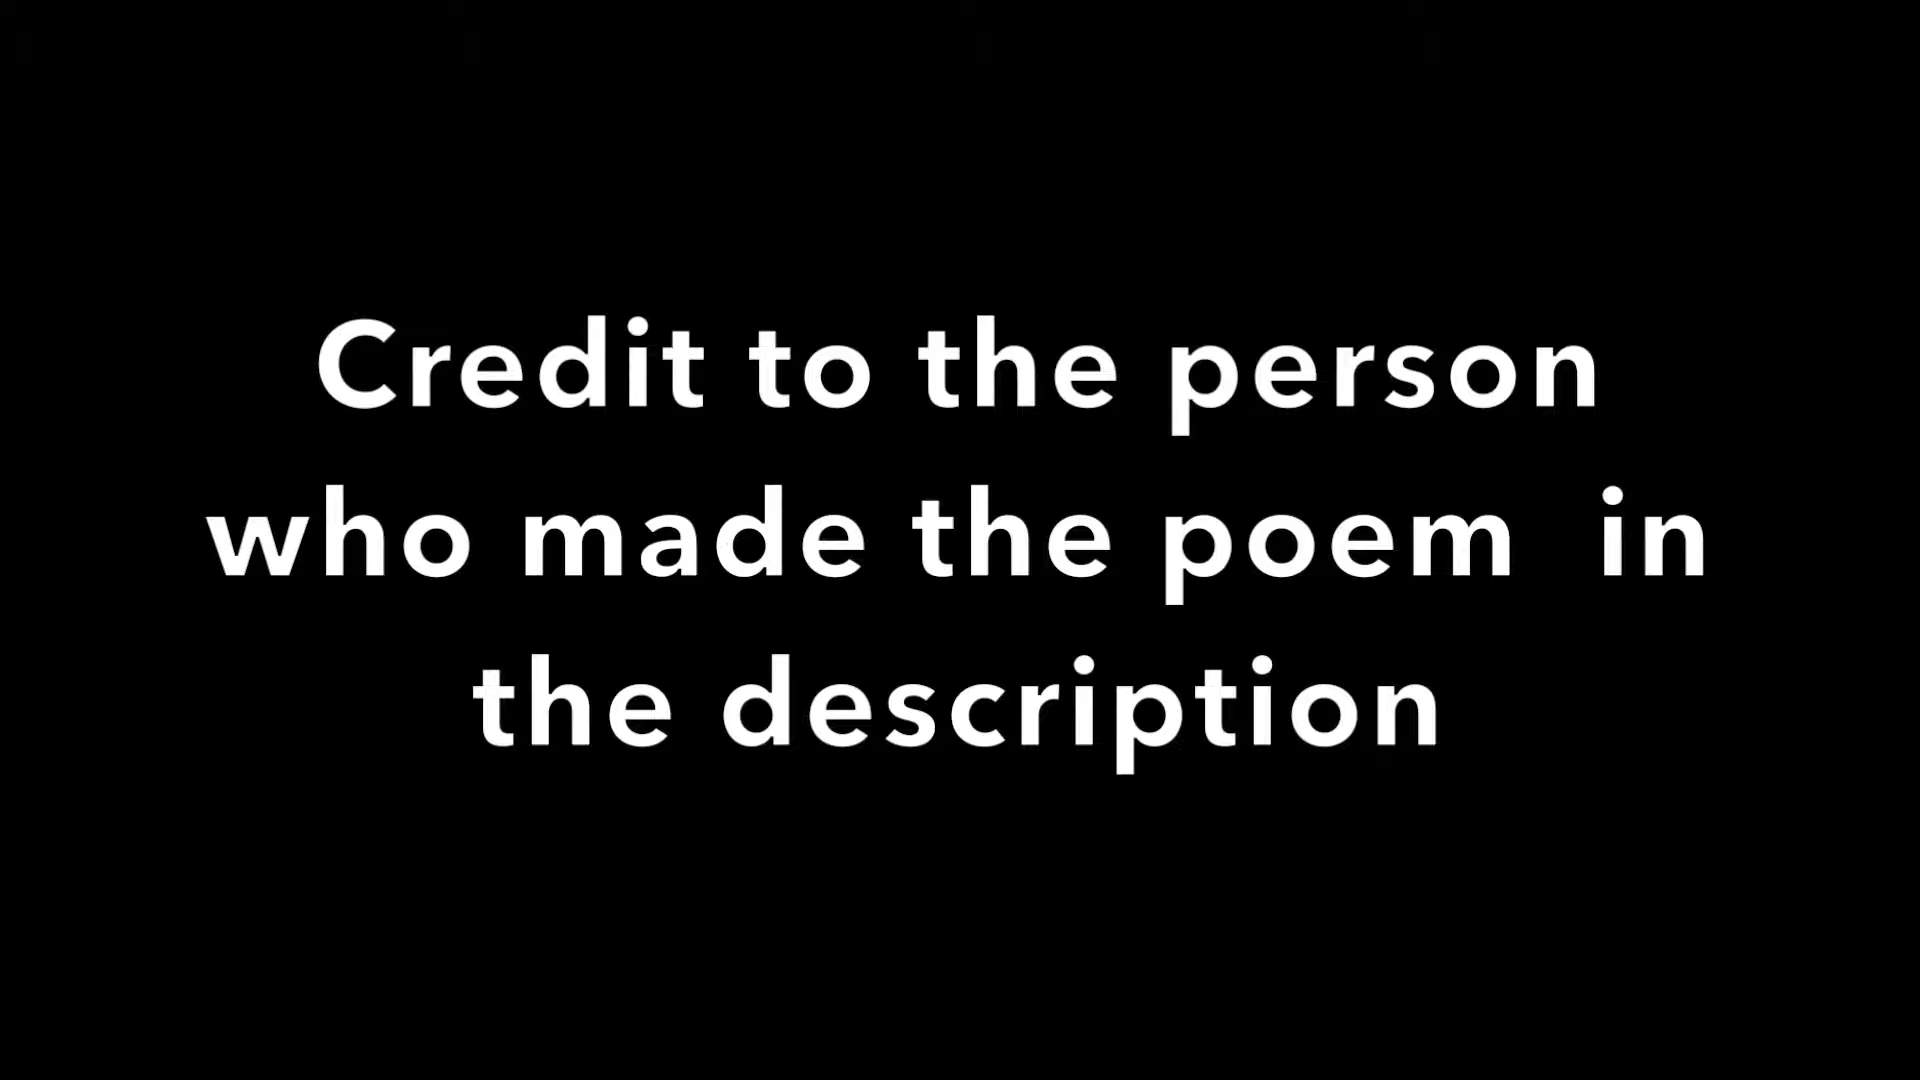 Credit to the person
who made the poem  in
the description